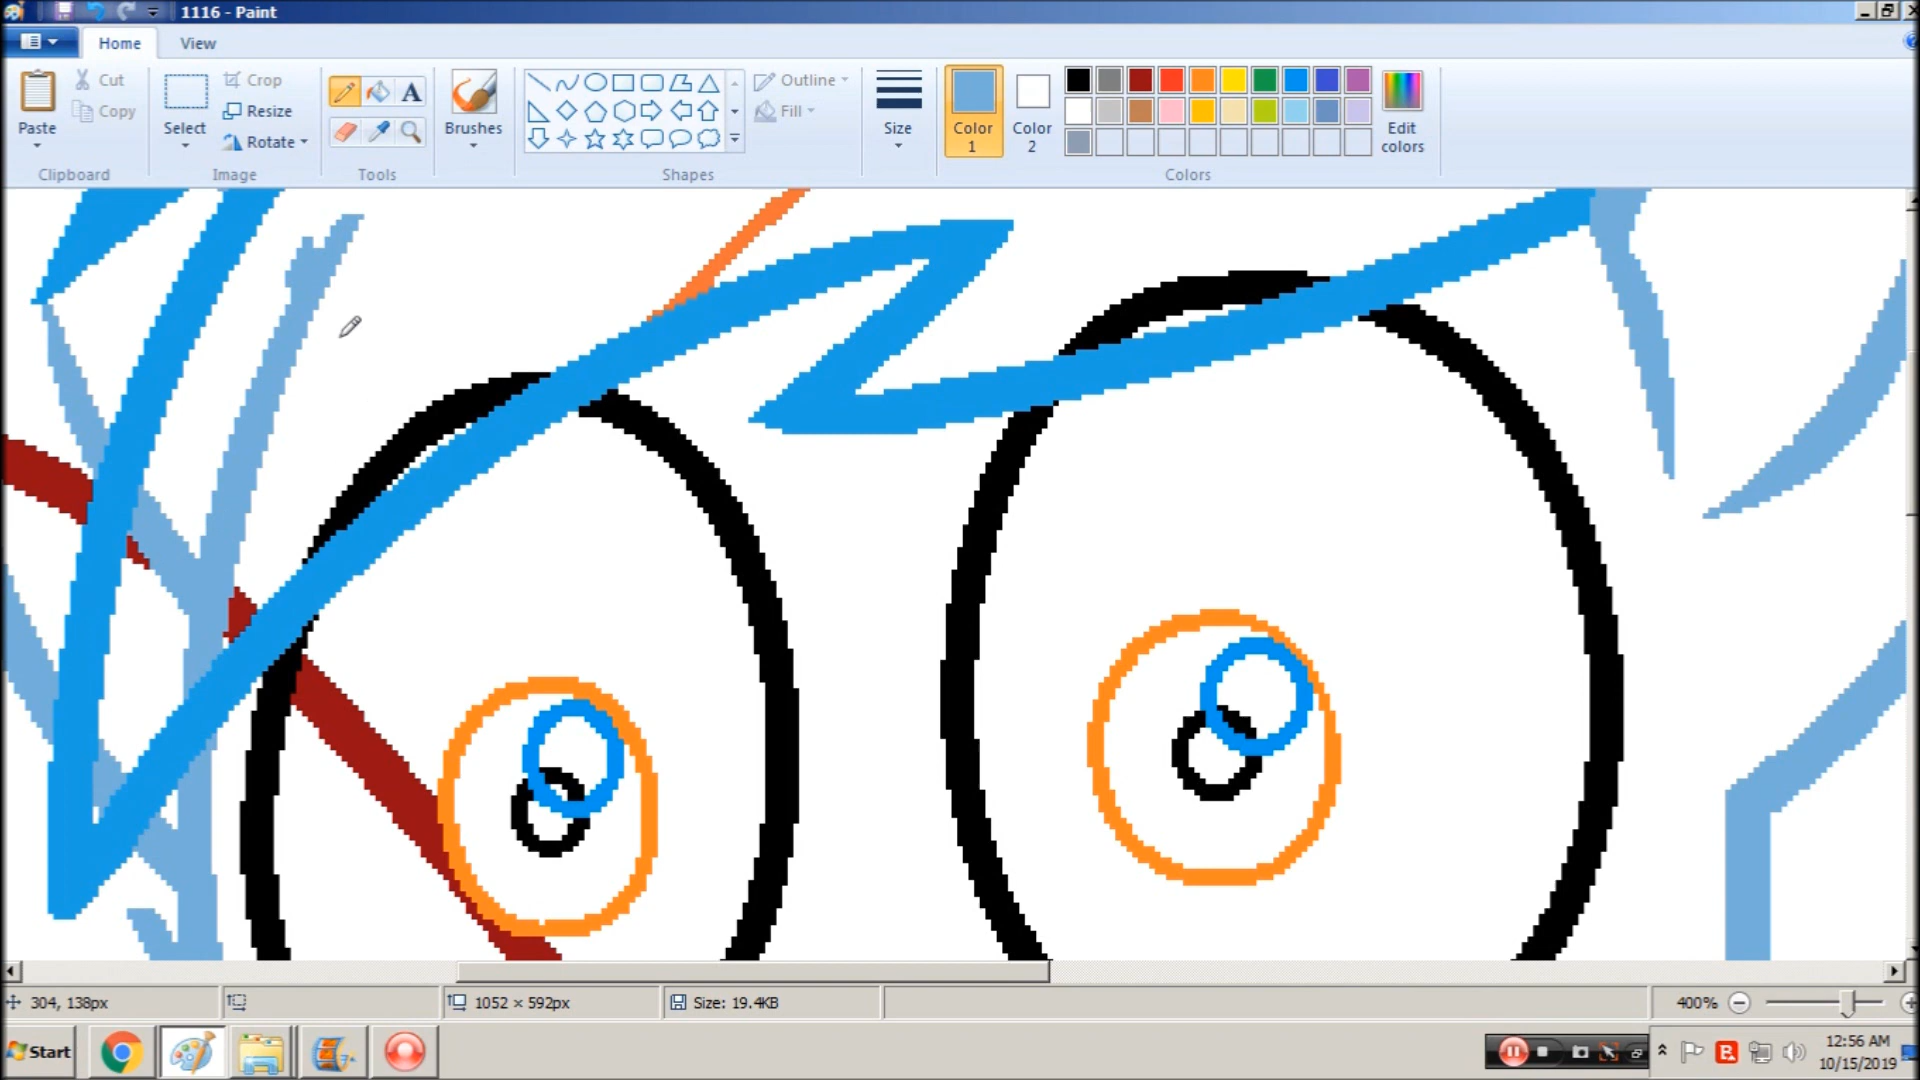 1116 - Paint
Home View
Cut
Copy
Paste
Clipboard
Crop
Resize
Rotate
Select
Image
A
Tools
Brushes
Outline
Fill
Shapes
Size
Color
1
Color
2
Edit
colors
Colors
304, 138px
1052 × 592px
Size: 19.4KB
400%
Start
12:56 AM
10/15/2019